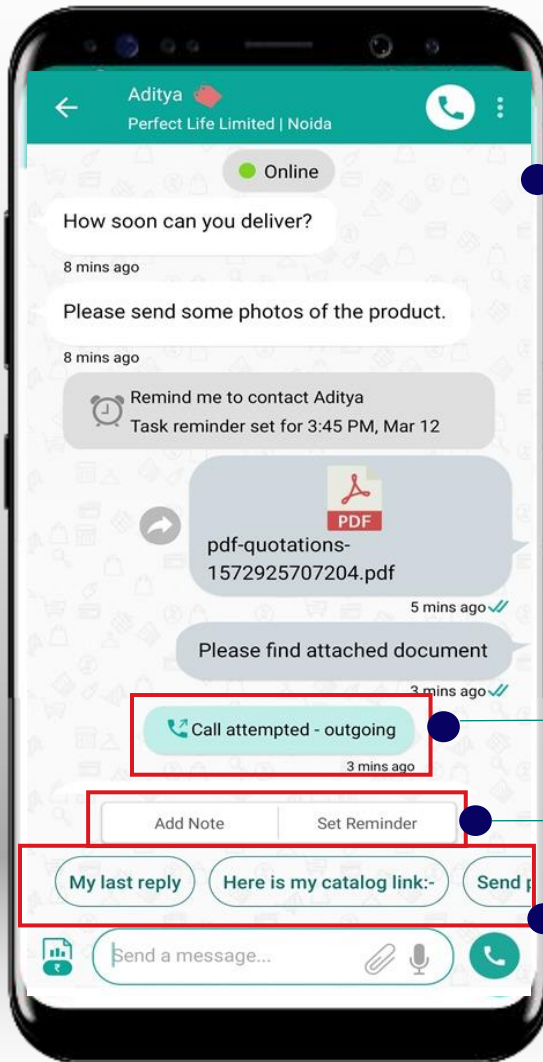 Aditya
Perfect Life Limited | Noida
Online
How soon can you deliver?
8 mins ago
Please send some photos of the product.
8 mins ago
Remind me to contact Aditya
Task reminder set for 3:45 PM, Mar 12
PDF
pdf-quotations-
1572925707204.pdf
5 mins ago
Please find attached document
3 mins ago
Call attempted - outgoing
3 mins ago
Add Note
Set Reminder
My last reply
Here is my catalog link:-
Send
Send a message...